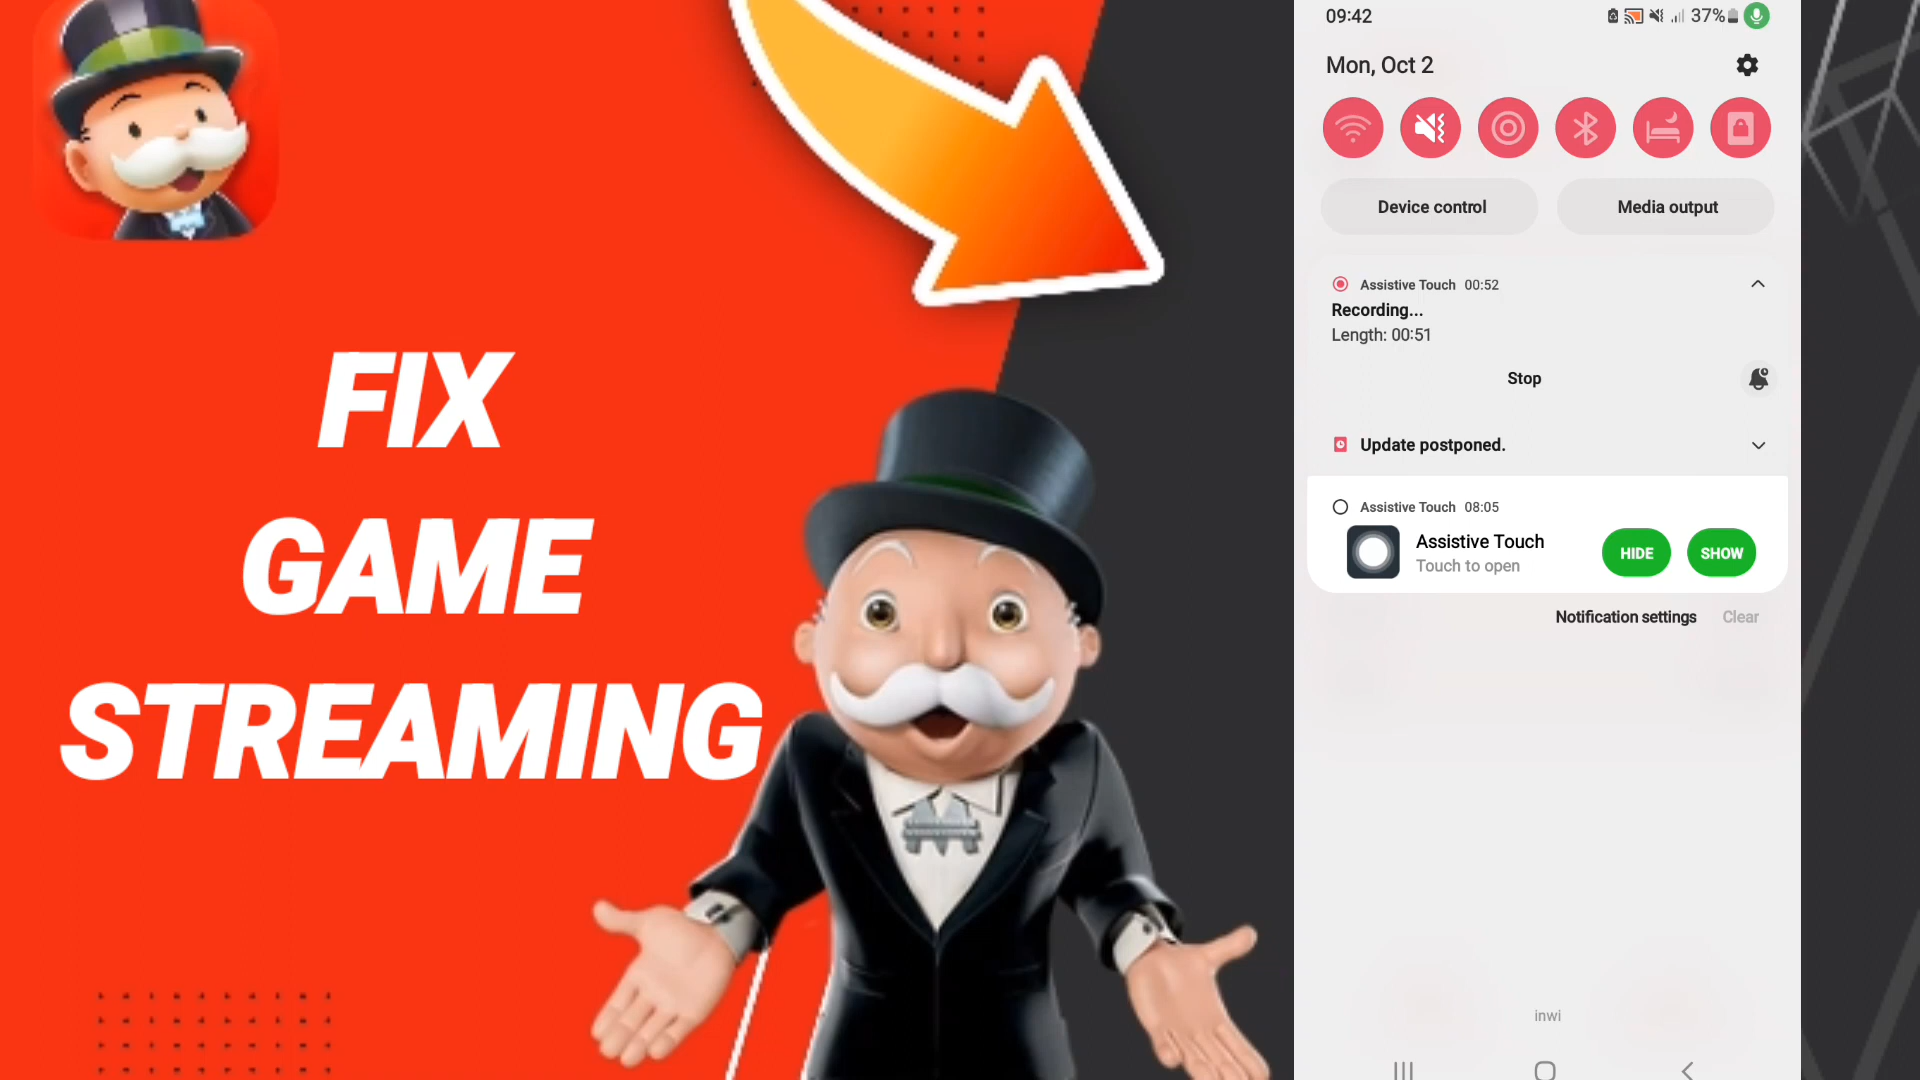 FIX
GAME
STREAMING
09:42
37%
Mon, Oct 2
Device control
Media output
Assistive Touch 00:52
Recording...
Length: 00:51
Stop
Update postponed.
Assistive Touch 08:05
Assistive Touch
Touch to open
HIDE
SHOW
Notification settings
Clear
inwi